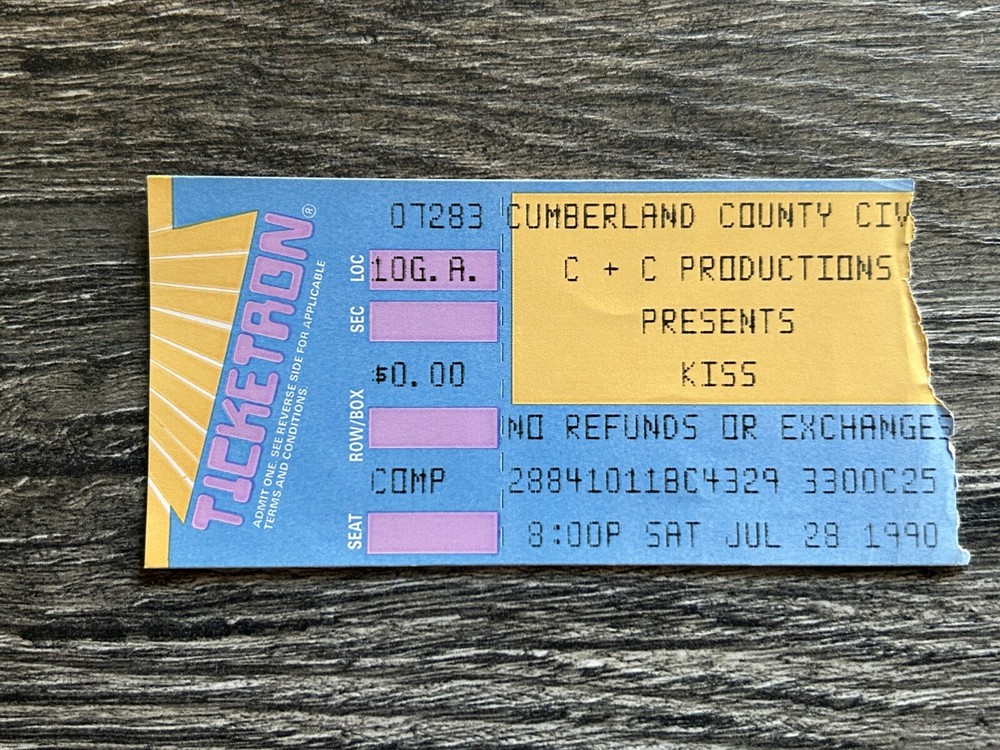 TICKETRON®
ADMIT ONE. SEE REVERSE SIDE FOR APPLICABLE
TERMS AND CONDITIONS.
07283 CUMBERLAND COUNTY CIV
LOC 10G. A. C + C PRODUCTIONS
SEC PRESENTS
$0.00 KISS
ROW/BOX NO REFUNDS OR EXCHANGES
COMP 28841011BC4329 3300C25
SEAT 8:00P SAT JUL 28 1990